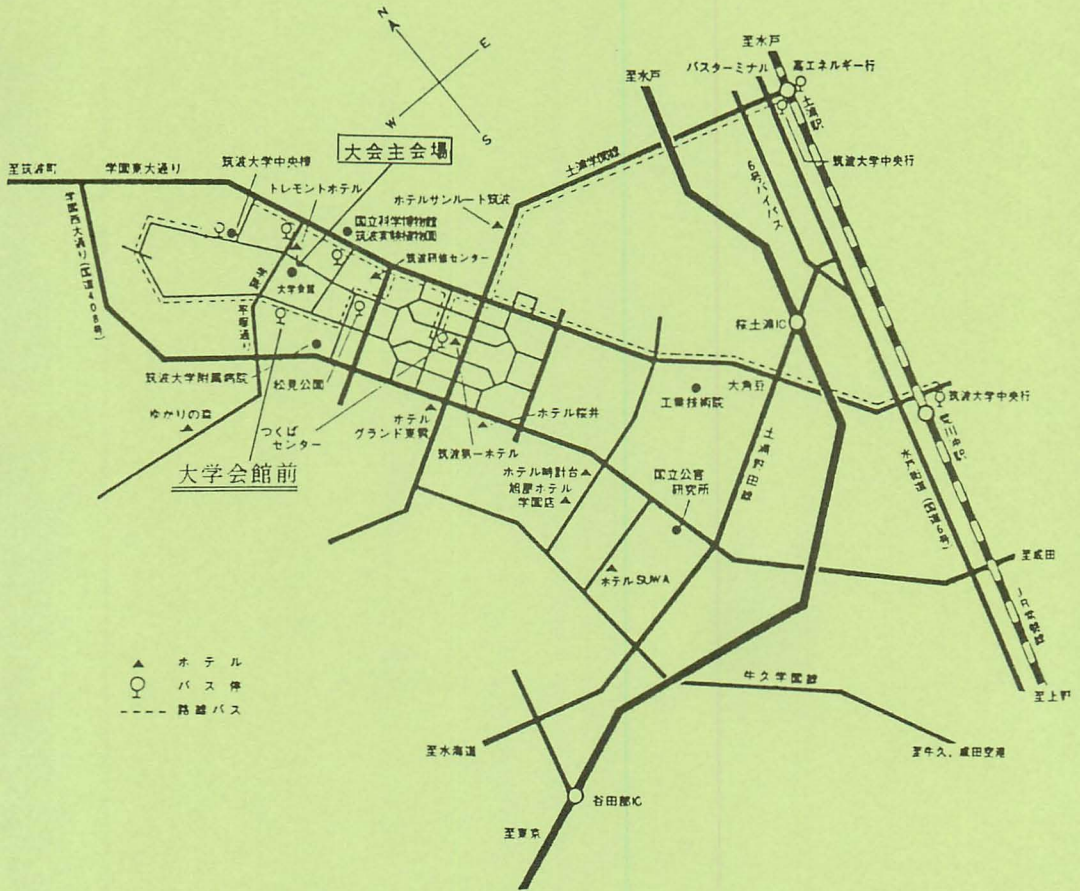 N
E
W
S
至水戸
至水戸
バスターミナル
高エネルギー行
土浦駅
筑波大学中央行
6号バイパス
土浦学園線
大会主会場
至筑波町
学園東大通り
筑波大学中央
トレモントホテル
国立科学博物館
筑波実験植物園
ホテルサンルート筑波
筑波研修センター
学園西大通り(国道408号)
大学会館
平塚通り
筑波大学附属病院
松見公園
ゆかりの森
つくば
センター
大学会館前
ホテル
グランド東雲
筑波第一ホテル
ホテル桜井
ホテル時計台
旭屋ホテル
学園店
工業技術院
大角豆
桜土浦IC
土浦野田線
国立公害
研究所
ホテルSUWA
筑波大学中央行
荒川沖駅
水戸街道(国道6号)
至成田
JR常磐線
至上野
牛久学園線
至牛久、成田空港
至水海道
谷田部IC
至東京
▲ ホテル
バス停
----- 路線バス